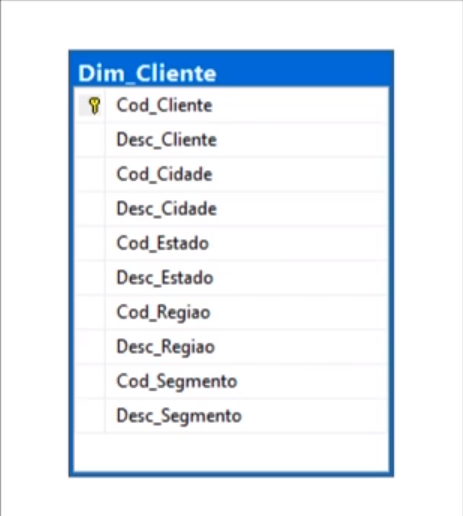 Dim_Cliente
Cod_Cliente
Desc_Cliente
Cod_Cidade
Desc_Cidade
Cod_Estado
Desc_Estado
Cod_Regiao
Desc_Regiao
Cod_Segmento
Desc_Segmento